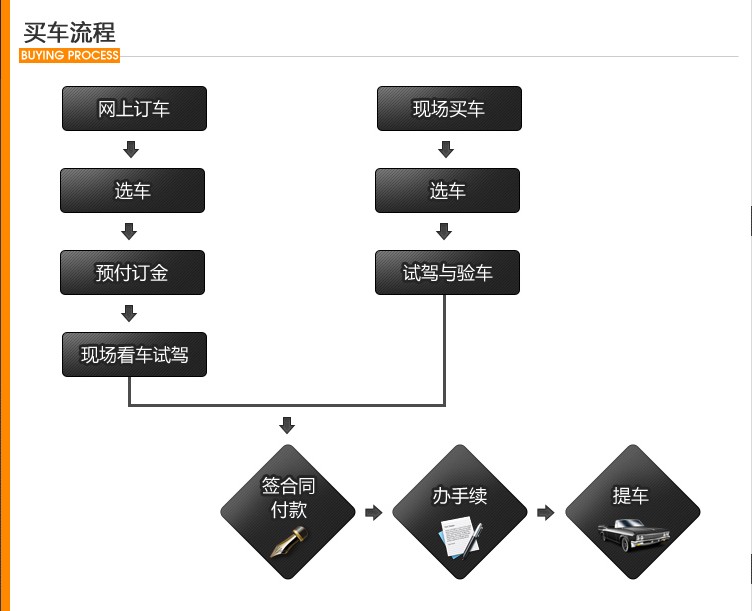 买车流程
BUYING PROCESS
网上订车
现场买车
选车
选车
预付订金
试驾与验车
现场看车试驾
签合同
付款
办手续
提车